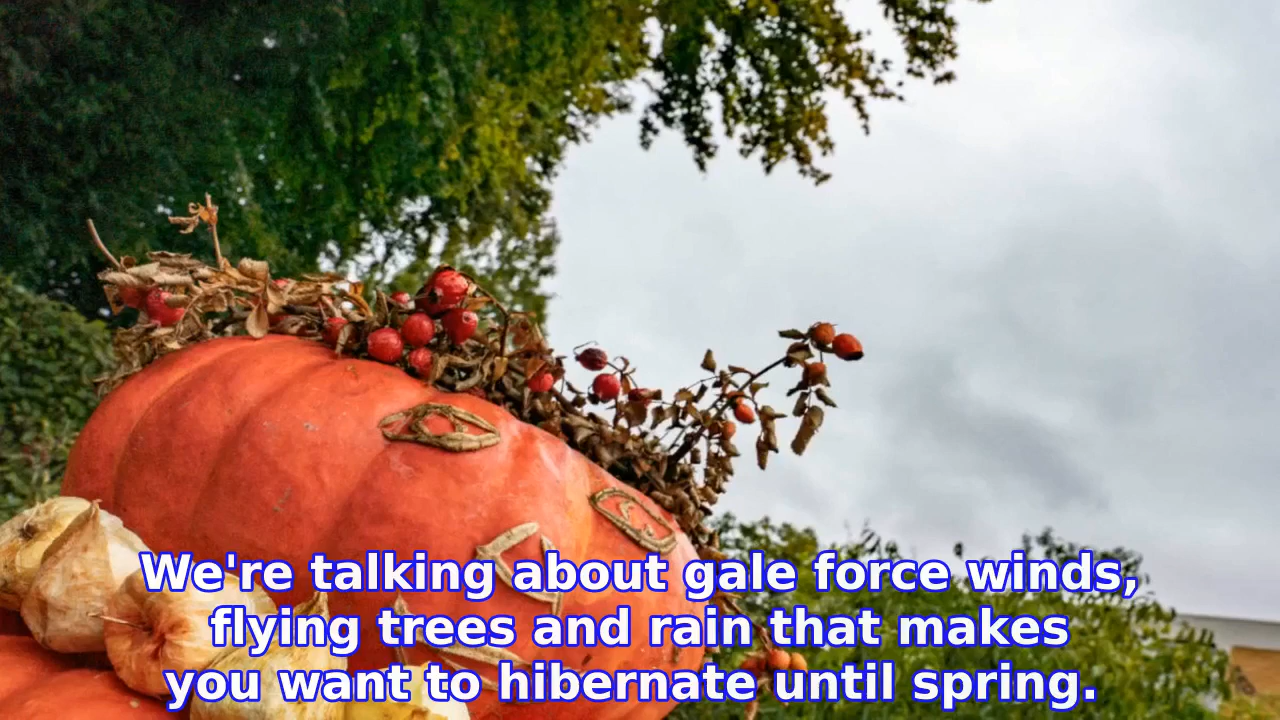 We're talking about gale force winds,
flying trees and rain that makes
you want to hibernate until spring.